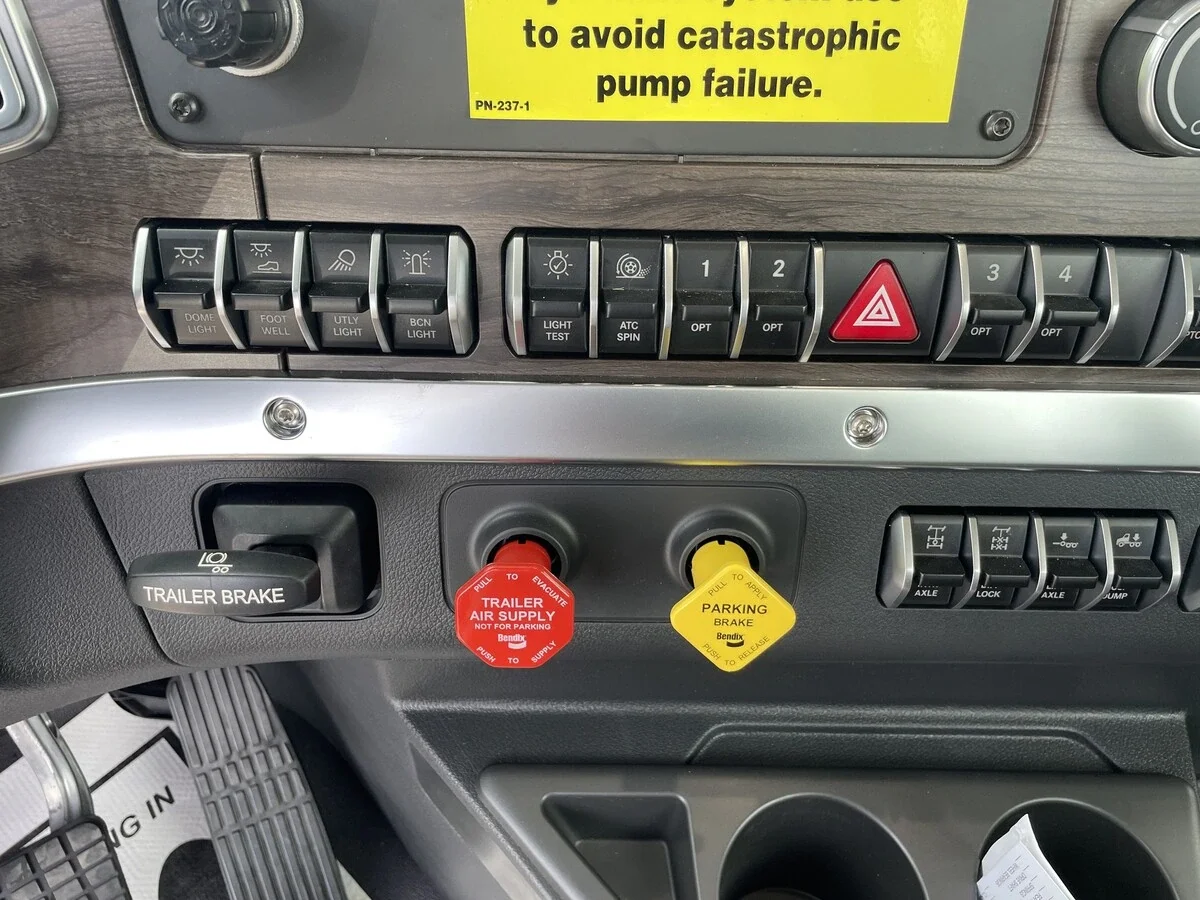 to avoid catastrophic
pump failure.
PN-237-1
DOME
LIGHT
FOOT
WELL
UTLY
LIGHT
BCN
LIGHT
LIGHT
TEST
ATC
SPIN
1
OPT
2
OPT
3
OPT
4
OPT
TRAILER BRAKE
PULL TO EVACUATE
TRAILER
AIR SUPPLY
NOT FOR PARKING
Bendix
PUSH TO SUPPLY
PULL TO APPLY
PARKING
BRAKE
Bendix
PUSH TO RELEASE
AXLE
LOCK
AXLE
NG IN